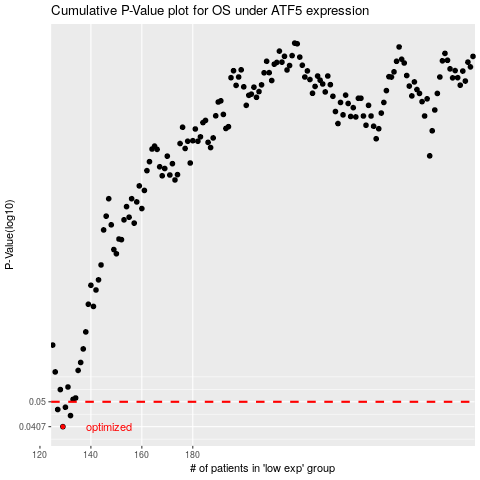 Cumulative P-Value plot for OS under ATF5 expression
P-Value(log10)
0.05
0.0407
optimized
120 140 160 180
# of patients in 'low exp' group